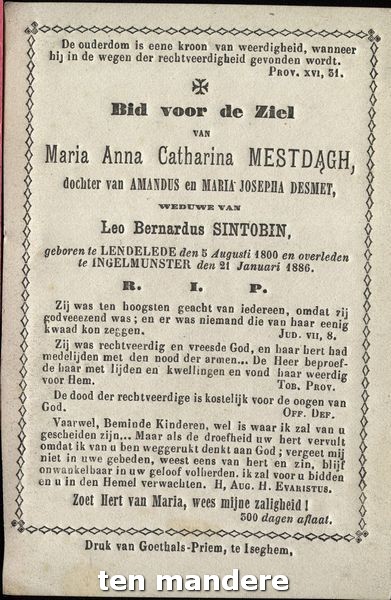 De ouderdom is eene kroon van weerdigheid, wanneer
hij in de wegen der rechtveerdigheid gevonden wordt.
Prov. xvi, 31.
Bid voor de Ziel
VAN
Maria Anna Catharina MESTDAGH,
dochter van AMANDUS en MARIA JOSEPHA DESMET,
WEDUWE VAN
Leo Bernardus SINTOBIN,
geboren te LENDELEDE den 5 Augusti 1800 en overleden
te INGELMUNSTER den 21 Januari 1886.
R. I. P.
Zij was ten hoogsten geacht van iedereen, omdat zij
godveezend was; en er was niemand die van haar eenig
kwaad kon zeggen. Jud. vii, 8.
Zij was rechtveerdig en vreesde God, en haar hert had
medelijden met den nood der armen... De Heer beproef-
de haar met lijden en kwellingen en vond haar weerdig
voor Hem. Tob. Prov.
De dood der rechtveerdige is kostelijk voor de oogen van
God. Off. Def.
Vaarwel, Beminde Kinderen, wel is waar ik zal van u
gescheiden zijn... Maar als de droefheid uw hert vervult
omdat ik van u ben weggerukt denkt aan God; vergeet mij
niet in uwe gebeden, weest eens van hert en zin, blijf
onwankelbaar in uw geloof volherden. ik zal voor u bidden
en u in den Hemel verwachten. H, Aug. H. Evaristus.
Zoet Hert van Maria, wees mijne zaligheid!
300 dagen aflaat.
Druk van Goethals-Priem, te Iseghem,
ten mandere